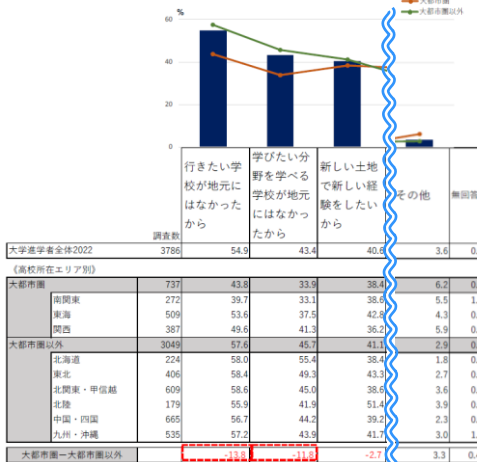 %
大都市圏
大都市圏以外
60
40
20
0
行きたい学校が地元にはなかったから
学びたい分野を学べる学校が地元にはなかったから
新しい土地で新しい経験をしたいから
その他
無回答
調査数
大学進学者全体2022 3786 54.9 43.4 40.6 3.6
《高校所在エリア別》
大都市圏 737 43.8 33.9 38.4 6.2
南関東 272 39.7 33.1 38.6 5.5
東海 509 53.6 37.5 42.8 4.3
関西 387 49.6 41.3 36.2 5.9
大都市圏以外 3049 57.6 45.7 41.1 2.9
北海道 224 58.0 55.4 38.4 1.8
東北 406 58.4 49.3 43.3 2.7
北関東・甲信越 609 58.6 45.0 38.6 3.6
北陸 179 55.9 41.9 51.4 3.9
中国・四国 665 56.7 44.2 39.2 2.3
九州・沖縄 535 57.2 43.9 41.7 3.0
大都市圏－大都市圏以外 -13.8 -11.8 -2.7 3.3